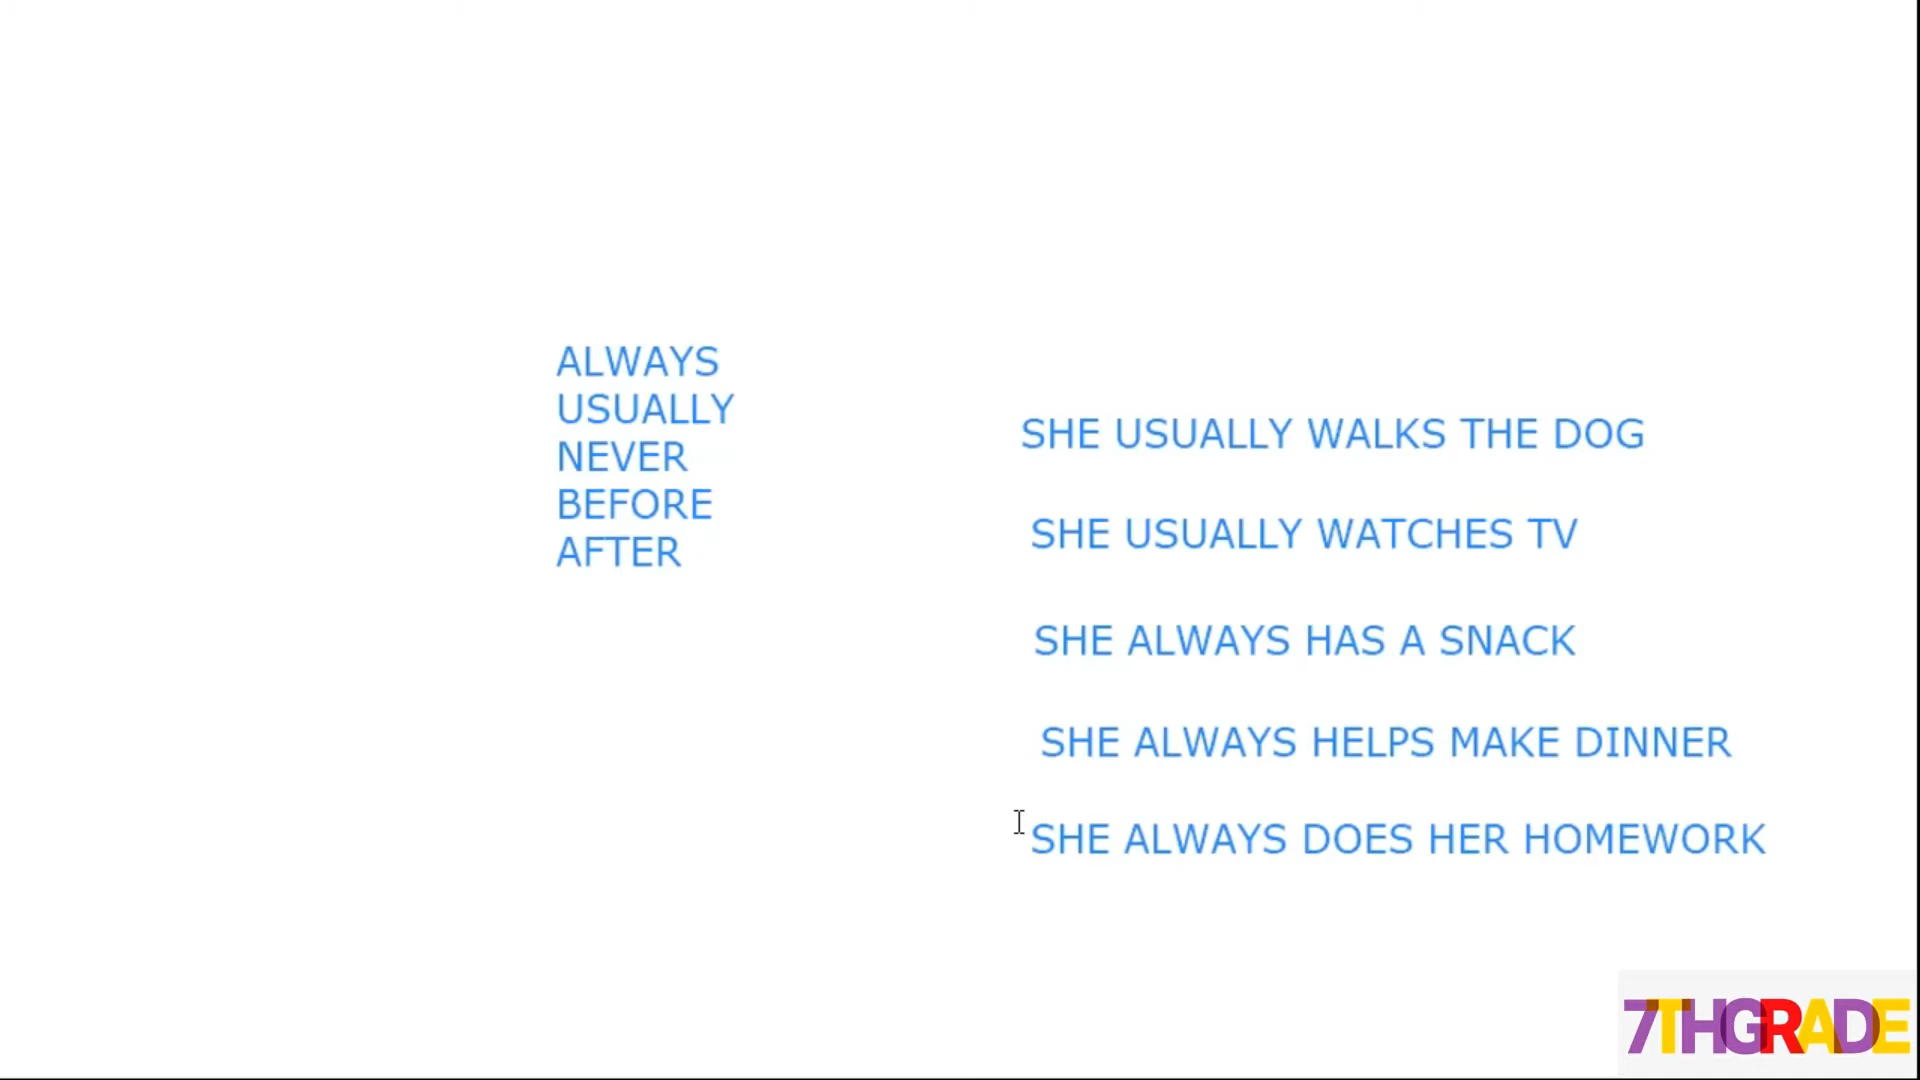 ALWAYS
USUALLY
NEVER
BEFORE
AFTER
SHE USUALLY WALKS THE DOG
SHE USUALLY WATCHES TV
SHE ALWAYS HAS A SNACK
SHE ALWAYS HELPS MAKE DINNER
SHE ALWAYS DOES HER HOMEWORK
7THGRADE